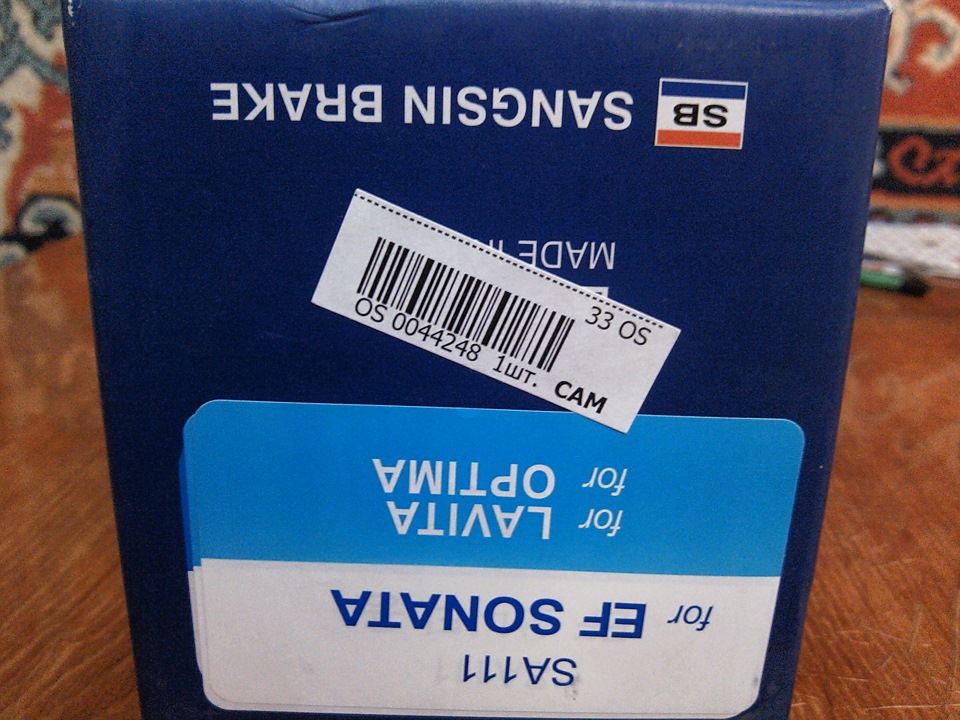 SA111
for EF SONATA
for LAVITA
for OPTIMA
MADE
SB SANGSIN BRAKE
33 OS
OS 0044248 1шт. САМ